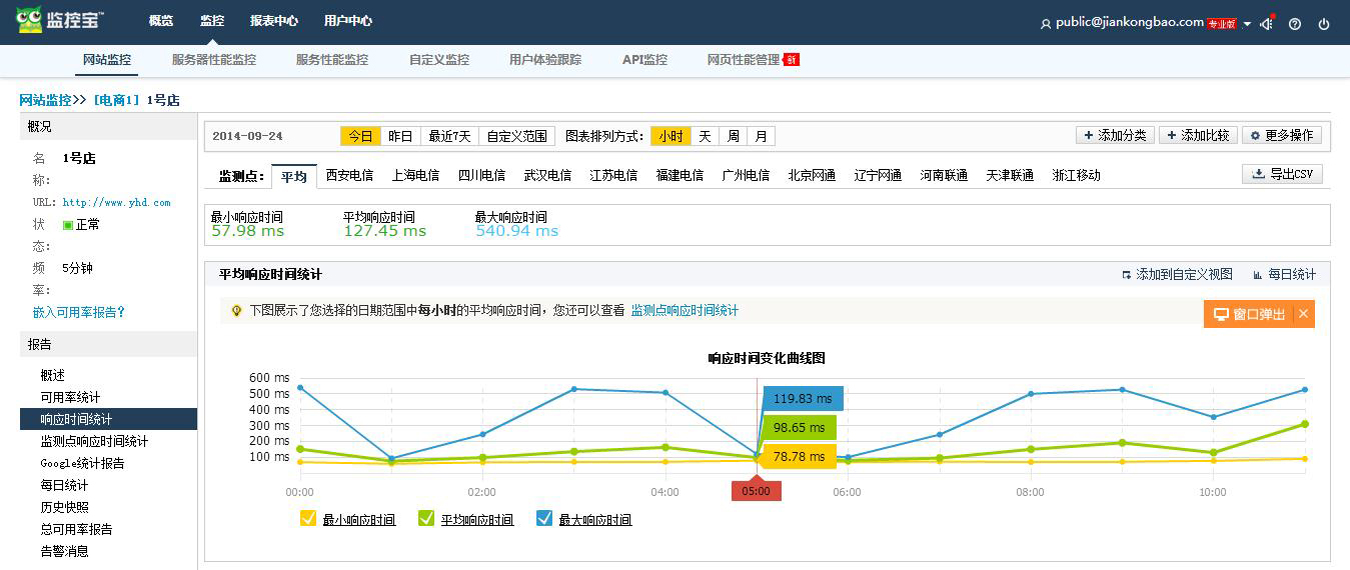 监控宝™ 概览 监控 报表中心 用户中心 public@jiankongbao.com 专业版
网站监控 服务器性能监控 服务性能监控 自定义监控 用户体验跟踪 API监控 网页性能管理 新
网站监控>> [电商1] 1号店
概况
名称: 1号店
URL: http://www.yhd.com
状态: 正常
频率: 5分钟
嵌入可用率报告?
报告
概述
可用率统计
响应时间统计
监测点响应时间统计
Google统计报告
每日统计
历史快照
总可用率报告
告警消息
2014-09-24 今日 昨日 最近7天 自定义范围 图表排列方式: 小时 天 周 月 + 添加分类 + 添加比较 更多操作
监测点: 平均 西安电信 上海电信 四川电信 武汉电信 江苏电信 福建电信 广州电信 北京网通 辽宁网通 河南联通 天津联通 浙江移动 导出CSV
最小响应时间 平均响应时间 最大响应时间
57.98 ms 127.45 ms 540.94 ms
平均响应时间统计 添加到自定义视图 每日统计
下图展示了您选择的日期范围中每小时的平均响应时间，您还可以查看 监测点响应时间统计
窗口弹出 ×
响应时间变化曲线图
600 ms
500 ms
400 ms
300 ms
200 ms
100 ms
119.83 ms
98.65 ms
78.78 ms
00:00 02:00 04:00 05:00 06:00 08:00 10:00
最小响应时间 平均响应时间 最大响应时间